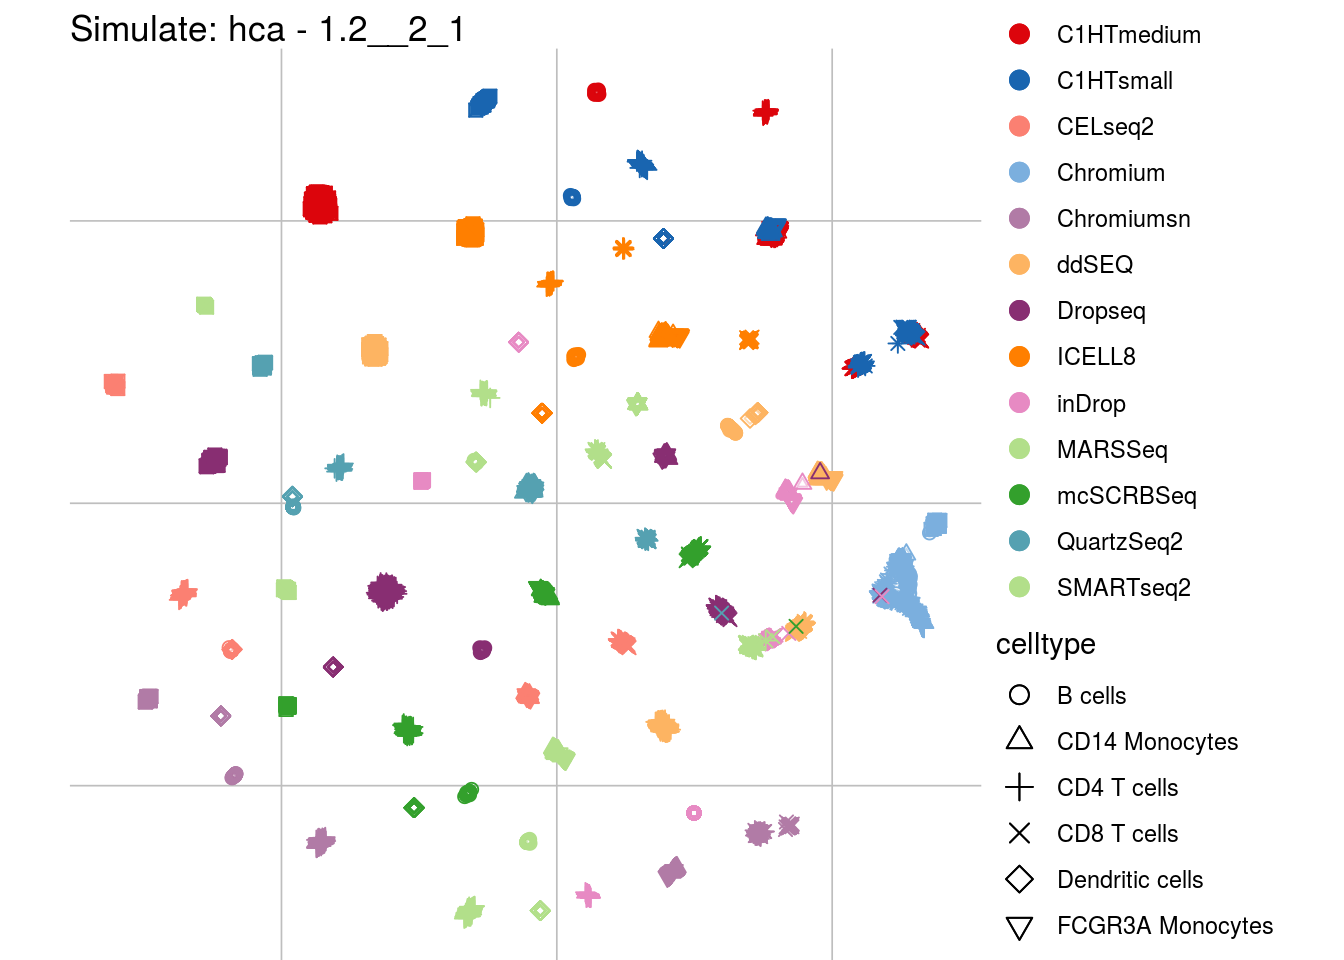 Simulate: hca - 1.2__2_1
C1HTmedium
C1HTsmall
CELseq2
Chromium
Chromiumsn
ddSEQ
Dropseq
ICELL8
inDrop
MARSSeq
mcSCRBSeq
QuartzSeq2
SMARTseq2
celltype
B cells
CD14 Monocytes
CD4 T cells
CD8 T cells
Dendritic cells
FCGR3A Monocytes